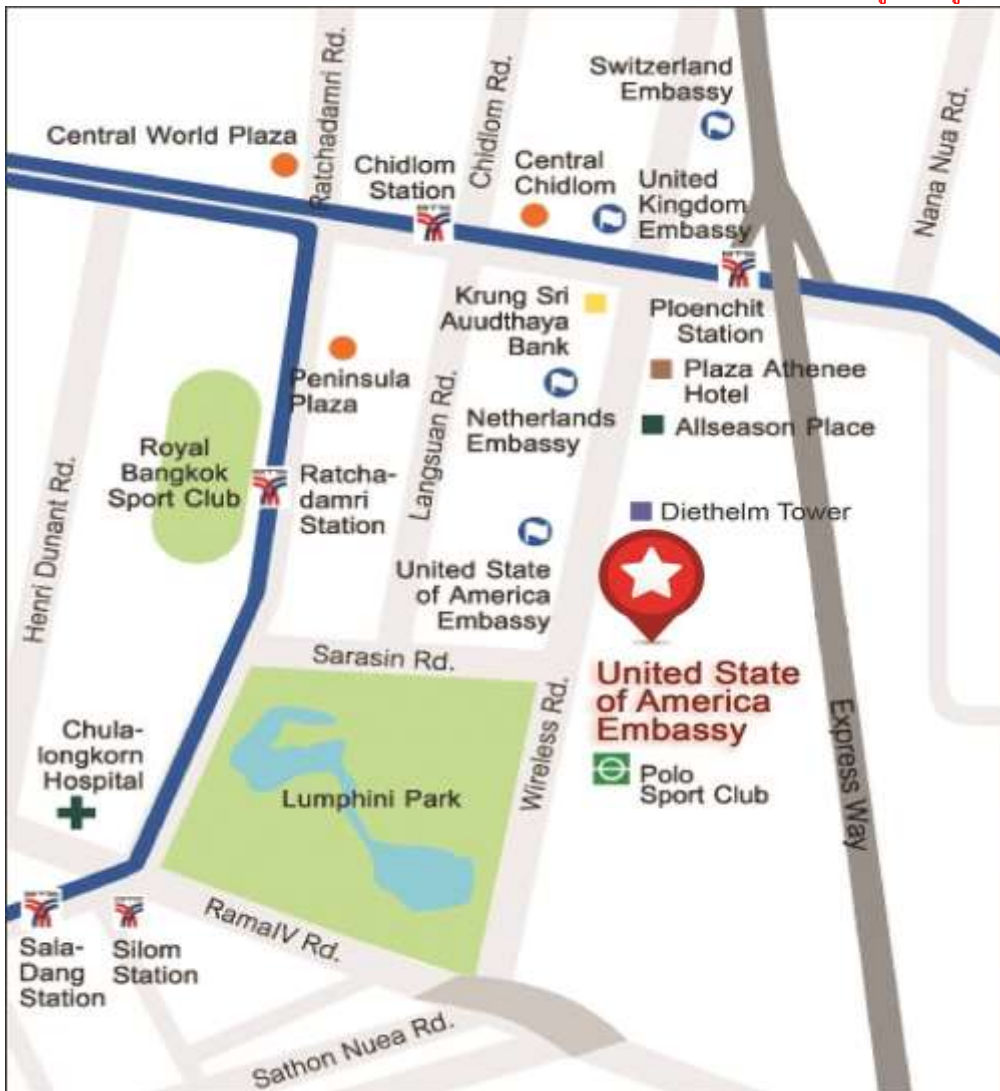 Switzerland
Embassy
Ratchadamri Rd.
Chidlom Rd.
Nana Nua Rd.
Central World Plaza
Chidlom
Station
Central
Chidlom
United
Kingdom
Embassy
Krung Sri
Auudthaya
Bank
Ploenchit
Station
Peninsula
Plaza
Plaza Athenee
Hotel
Netherlands
Embassy
Allseason Place
Langsuan Rd.
Henri Dunant Rd.
Royal
Bangkok
Sport Club
Ratcha-
damri
Station
Diethelm Tower
United State
of America
Embassy
Sarasin Rd.
United State
of America
Embassy
Wireless Rd.
Express Way
Chula-
longkorn
Hospital
Lumphini Park
Polo
Sport Club
RamaIV Rd.
Sala-
Dang
Station
Silom
Station
Sathon Nuea Rd.